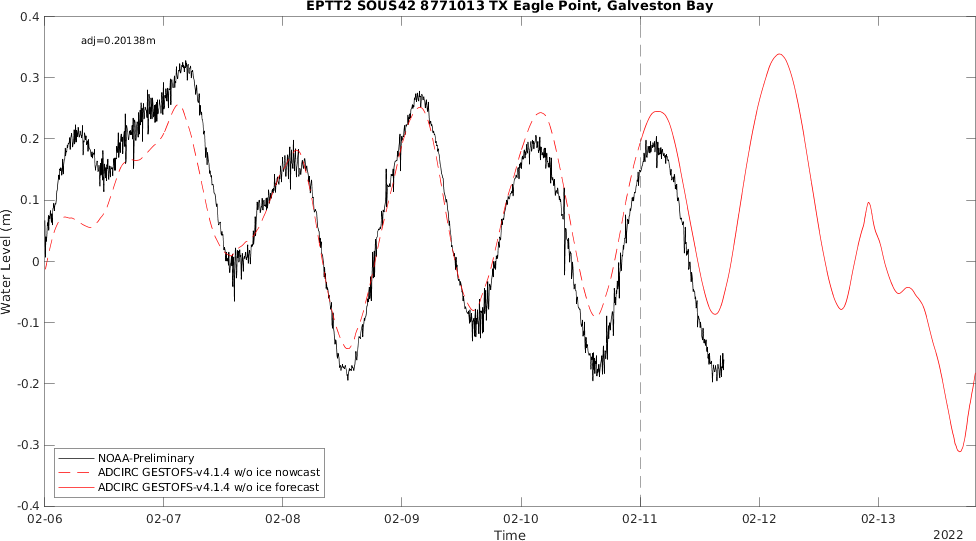 EPTT2 SOUS42 8771013 TX Eagle Point, Galveston Bay
adj=0.20138m
0.4
0.3
0.2
0.1
0
-0.1
-0.2
-0.3
-0.4
Water Level (m)
NOAA-Preliminary
ADCIRC GESTOFS-v4.1.4 w/o ice nowcast
ADCIRC GESTOFS-v4.1.4 w/o ice forecast
02-06 02-07 02-08 02-09 02-10 02-11 02-12 02-13
Time
2022